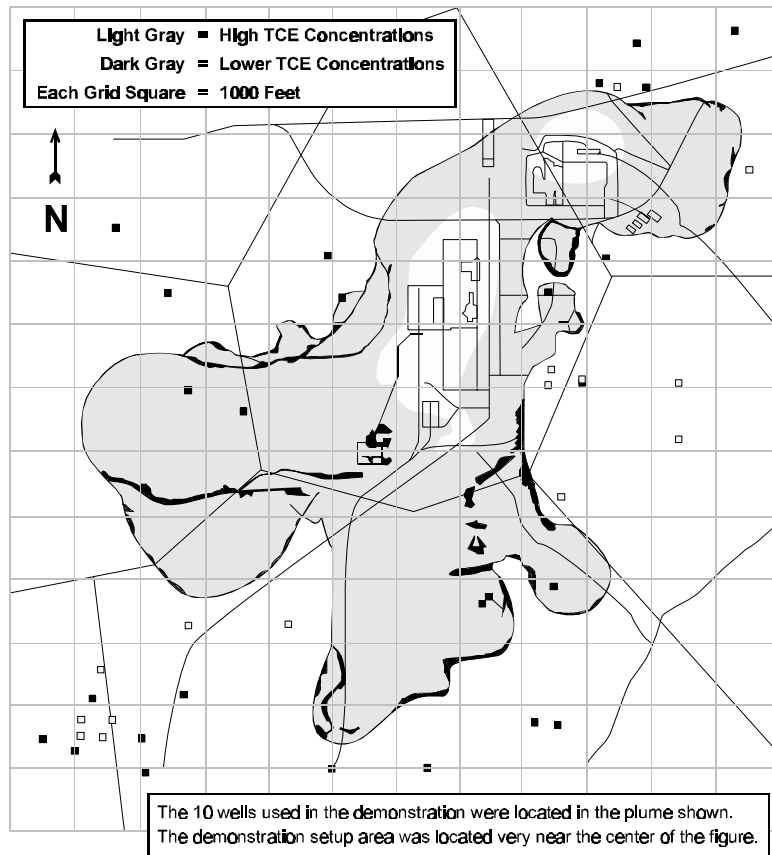 Light Gray = High TCE Concentrations
Dark Gray = Lower TCE Concentrations
Each Grid Square = 1000 Feet
N
The 10 wells used in the demonstration were located in the plume shown.
The demonstration setup area was located very near the center of the figure.